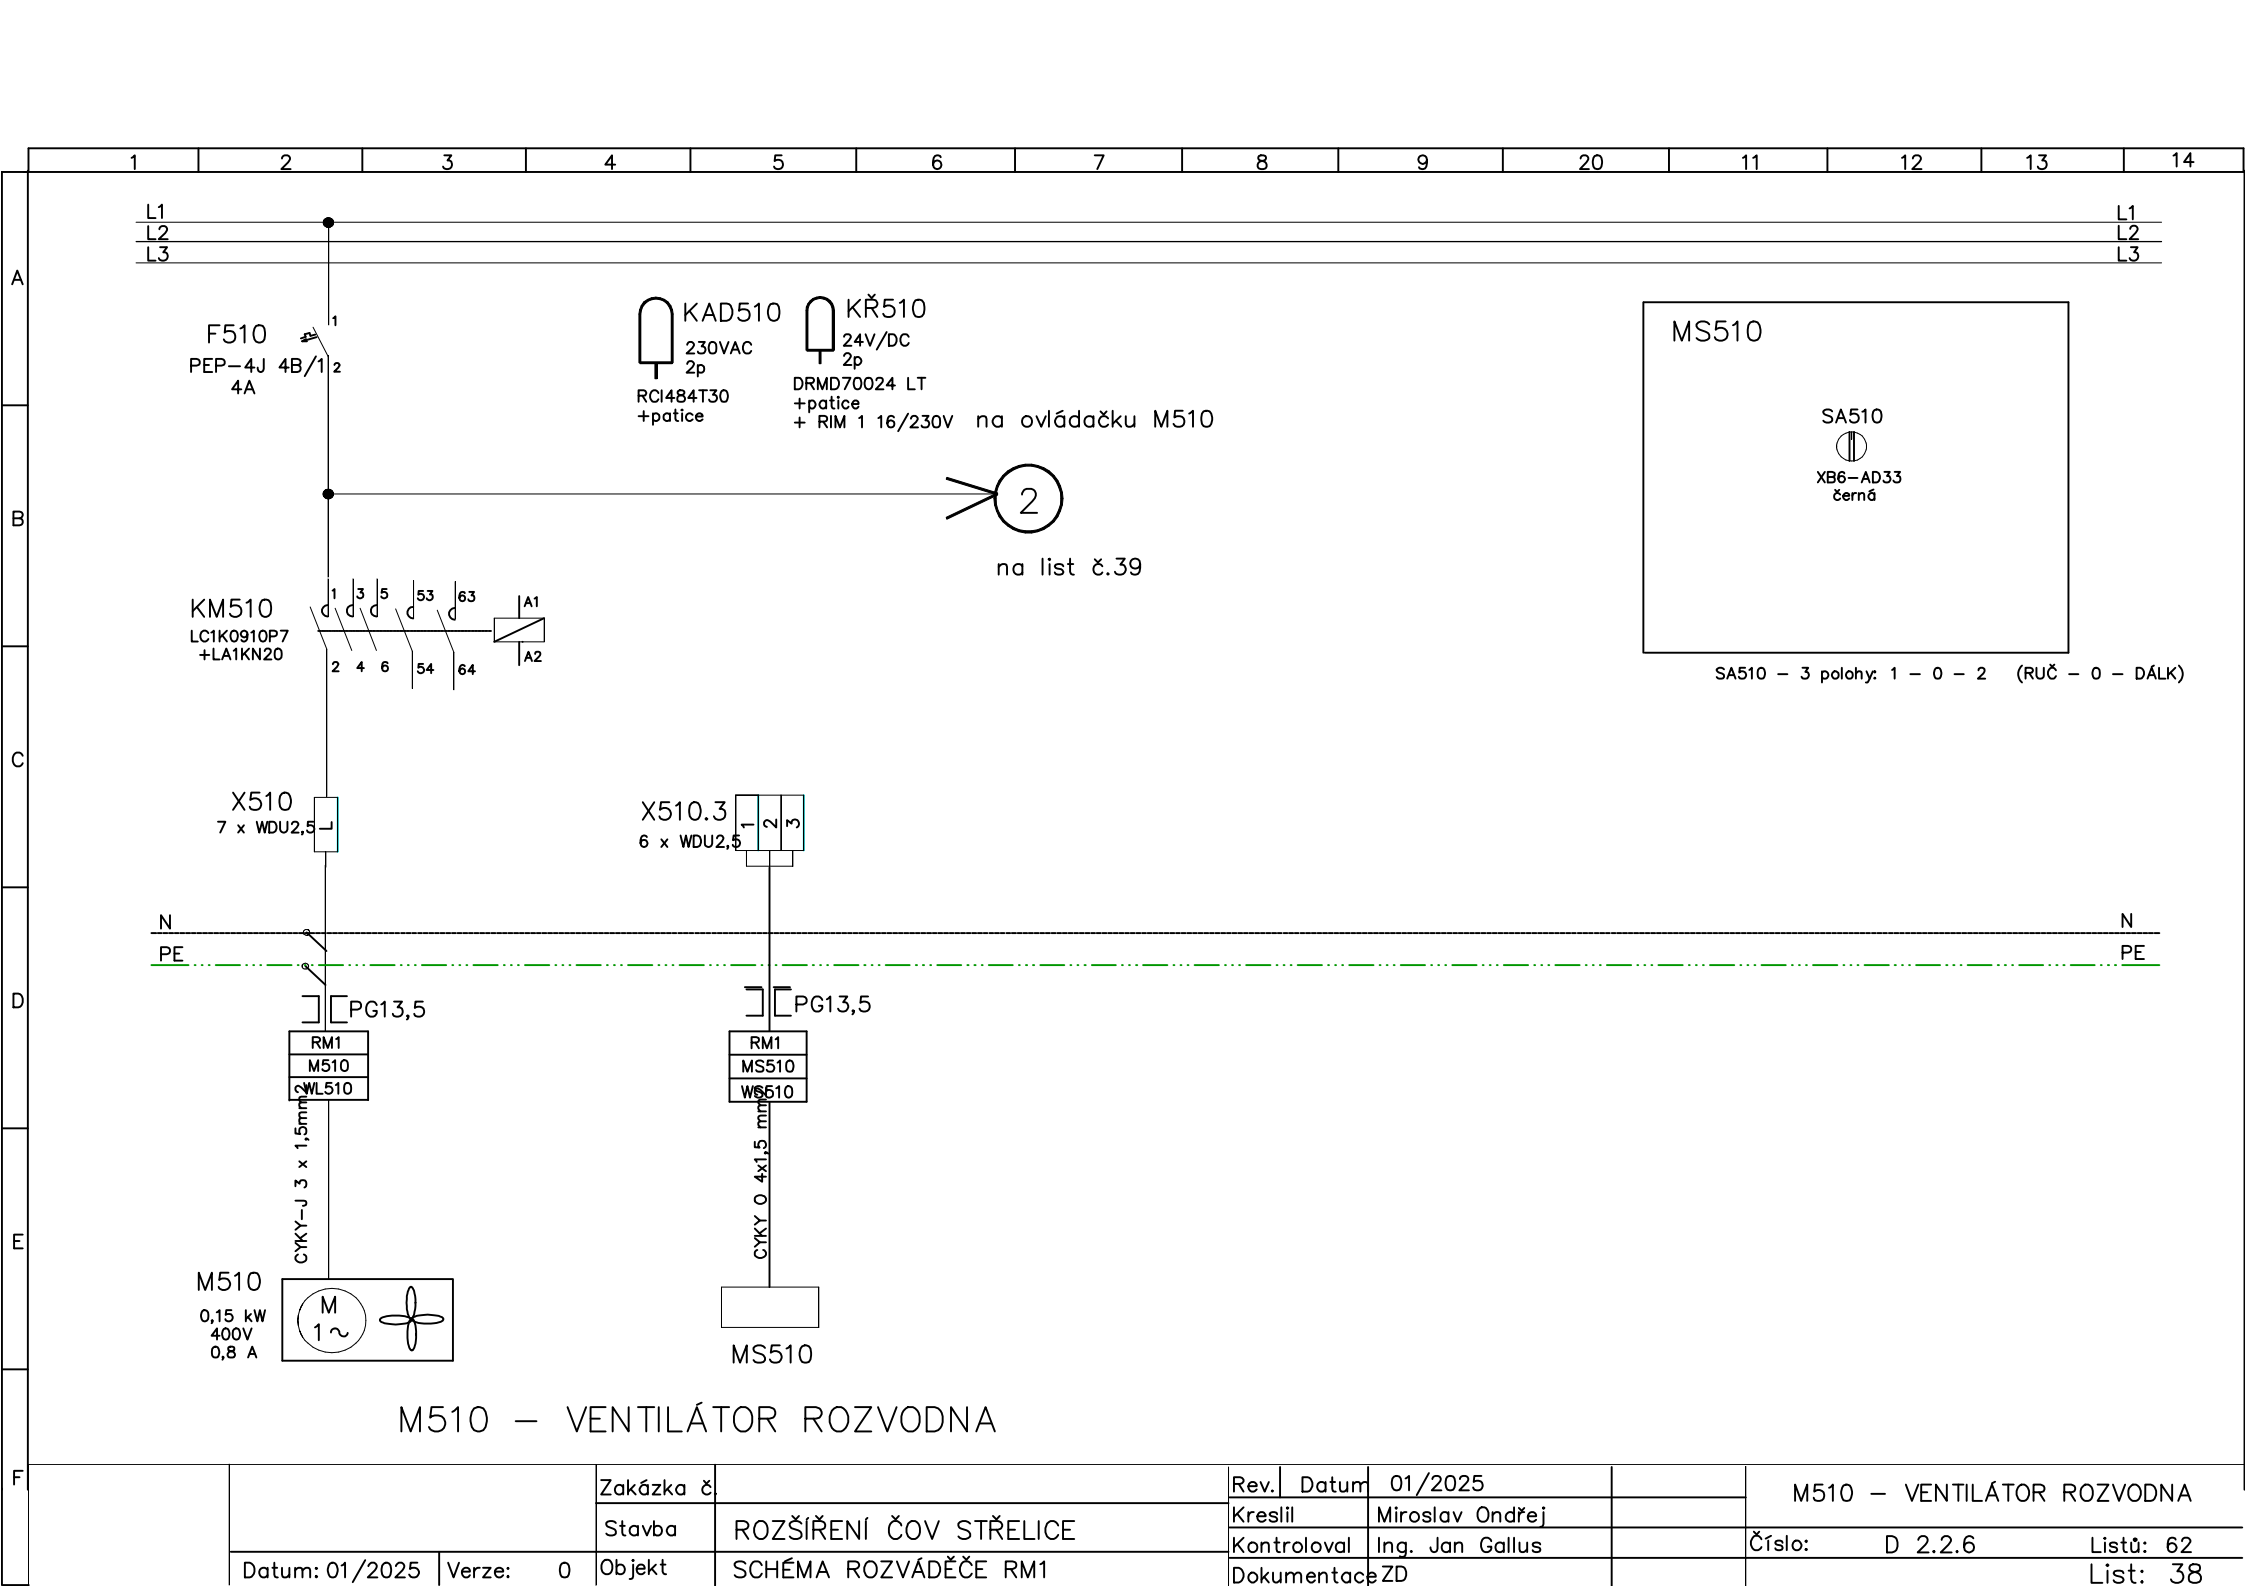 1 2 3 4 5 6 7 8 9 20 11 12 13 14
L1 L1
L2 L2
L3 L3
A
B
C
D
E
F
F510
PEP-4J 4B/1
4A
1
2
KAD510
230VAC
2p
RCI484T30
+patice
KŘ510
24V/DC
2p
DRMD70024 LT
+patice
+ RIM 1 16/230V
na ovládačku M510
2
na list č.39
MS510
SA510
XB6-AD33
černá
SA510 - 3 polohy: 1 - 0 - 2 (RUČ - 0 - DÁLK)
KM510
LC1K0910P7
+LA1KN20
1 3 5 53 63 A1
2 4 6 54 64 A2
X510
7 x WDU2,5
L
X510.3
6 x WDU2,5
1 2 3
N N
PE PE
PG13,5
PG13,5
RM1
M510
WL510
RM1
MS510
WS510
CYKY-J 3 x 1,5mm2
CYKY O 4x1,5 mm2
M510
0,15 kW
400V
0,8 A
M
1~
MS510
M510 - VENTILÁTOR ROZVODNA
Zakázka č.
Stavba ROZŠÍŘENÍ ČOV STŘELICE
Datum: 01/2025 Verze: 0
Objekt SCHÉMA ROZVÁDĚČE RM1
Rev. Datum 01/2025
Kreslil Miroslav Ondřej
Kontroloval Ing. Jan Gallus
Dokumentace ZD
M510 - VENTILÁTOR ROZVODNA
Číslo: D 2.2.6 Listů: 62
List: 38